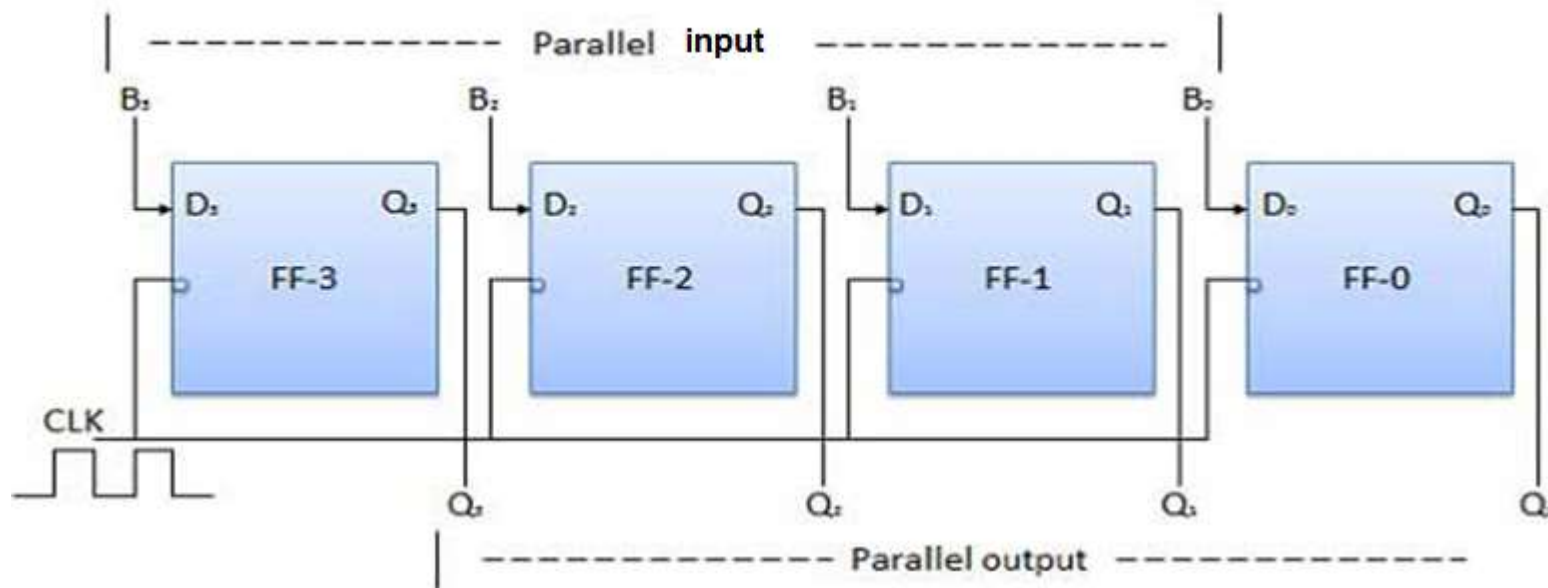 Parallel input
B₃ B₂ B₁ B₀
D₃ Q₃ D₂ Q₂ D₁ Q₁ D₀ Q₀
FF-3 FF-2 FF-1 FF-0
CLK
Q₃ Q₂ Q₁ Q
Parallel output